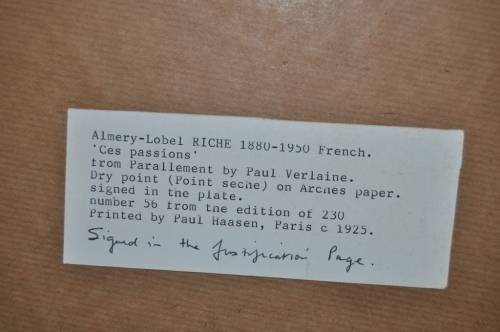 Almery-Lobel RICHE 1880-1950 French.
'Ces passions'
from Parallement by Paul Verlaine.
Dry point (Point seche) on Arches paper.
signed in the plate.
number 56 from the edition of 230
Printed by Paul Haasen, Paris c 1925.
Signed in the Justification Page.